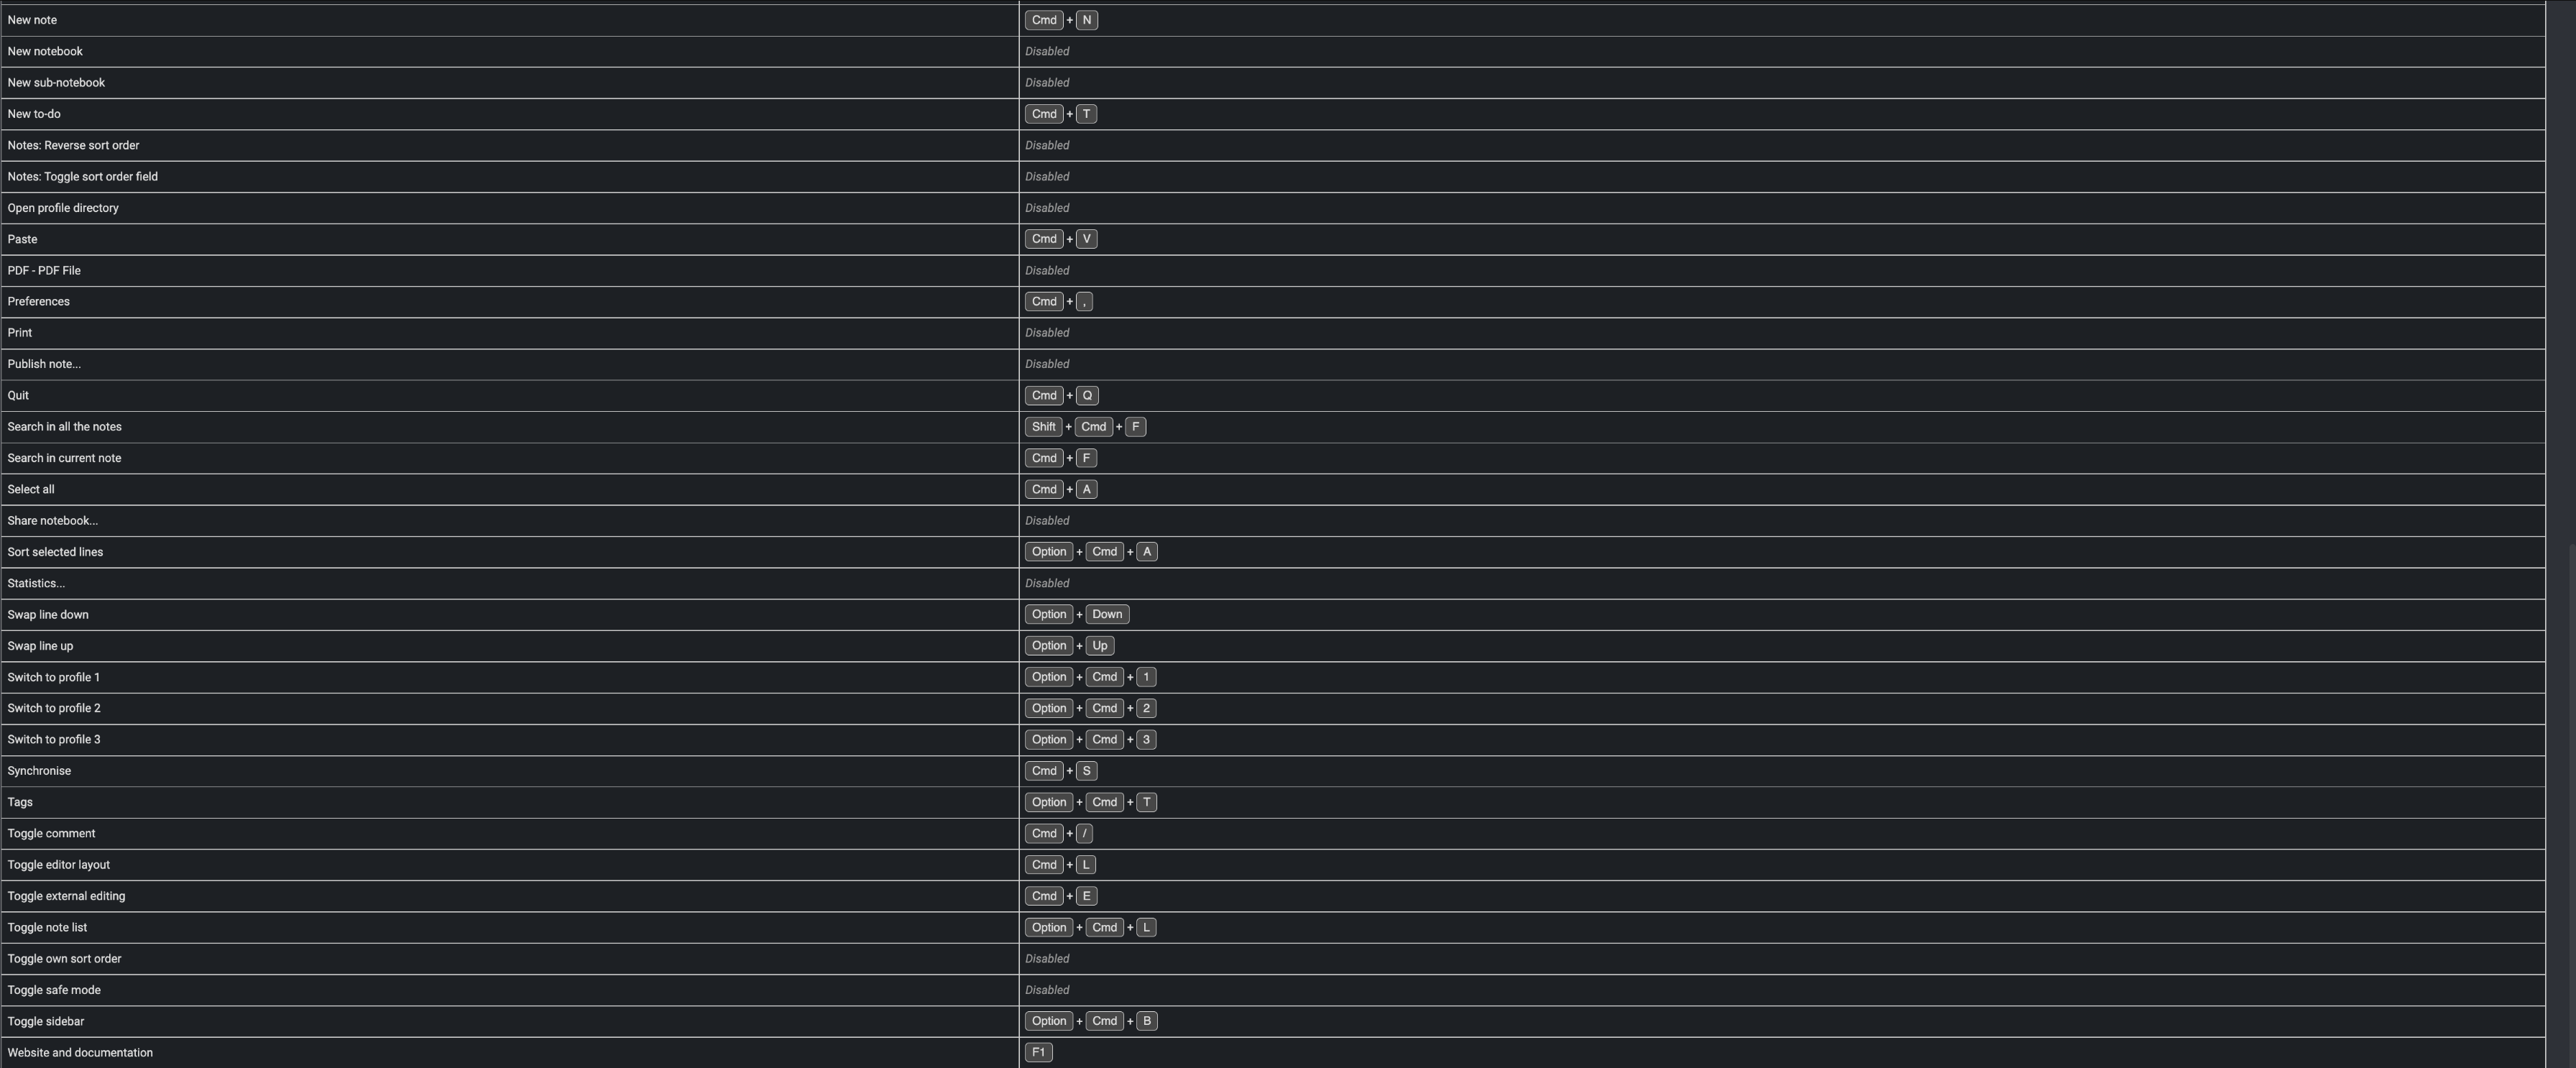 New note Cmd + N
New notebook Disabled
New sub-notebook Disabled
New to-do Cmd + T
Notes: Reverse sort order Disabled
Notes: Toggle sort order field Disabled
Open profile directory Disabled
Paste Cmd + V
PDF - PDF File Disabled
Preferences Cmd + ,
Print Disabled
Publish note... Disabled
Quit Cmd + Q
Search in all the notes Shift + Cmd + F
Search in current note Cmd + F
Select all Cmd + A
Share notebook... Disabled
Sort selected lines Option + Cmd + A
Statistics... Disabled
Swap line down Option + Down
Swap line up Option + Up
Switch to profile 1 Option + Cmd + 1
Switch to profile 2 Option + Cmd + 2
Switch to profile 3 Option + Cmd + 3
Synchronise Cmd + S
Tags Option + Cmd + T
Toggle comment Cmd + /
Toggle editor layout Cmd + L
Toggle external editing Cmd + E
Toggle note list Option + Cmd + L
Toggle own sort order Disabled
Toggle safe mode Disabled
Toggle sidebar Option + Cmd + B
Website and documentation F1